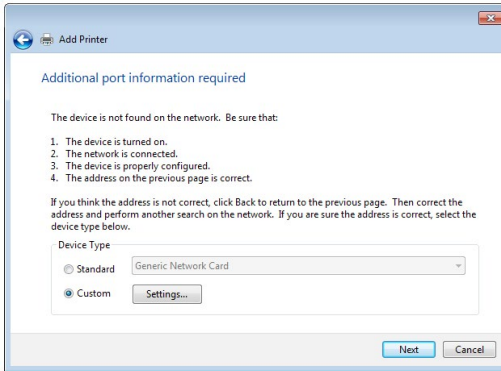 Add Printer
Additional port information required
The device is not found on the network. Be sure that:
1. The device is turned on.
2. The network is connected.
3. The device is properly configured.
4. The address on the previous page is correct.
If you think the address is not correct, click Back to return to the previous page. Then correct the
address and perform another search on the network. If you are sure the address is correct, select the
device type below.
Device Type
Standard Generic Network Card
Custom Settings...
Next Cancel